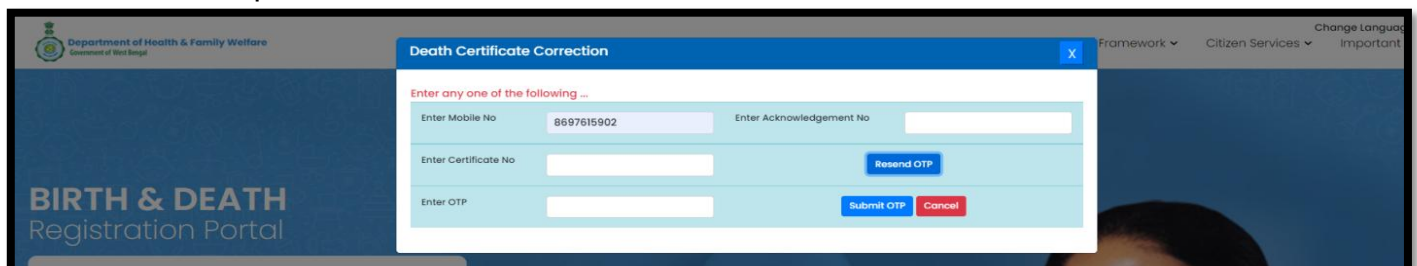 Change Languag
Department of Health & Family Welfare
Government of West Bengal
Framework
Citizen Services
Important
Death Certificate Correction
X
Enter any one of the following ...
Enter Mobile No
8697615902
Enter Acknowledgement No
Enter Certificate No
Resend OTP
Enter OTP
Submit OTP
Cancel
BIRTH & DEATH
Registration Portal